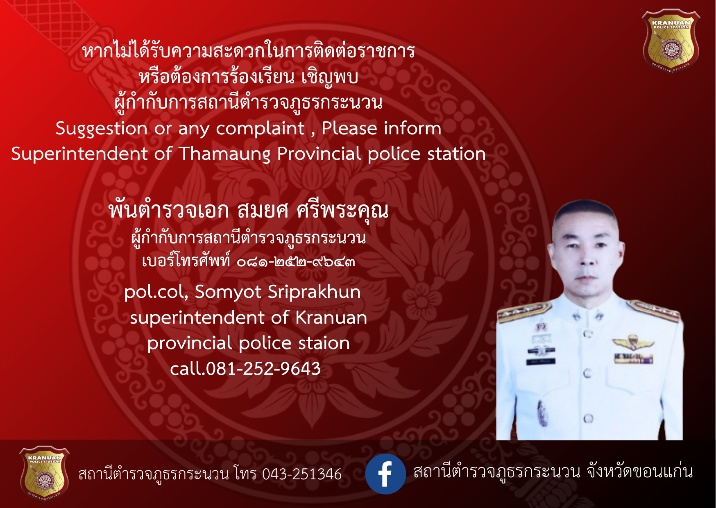 KRANUAN
POLICE STATION
หากไม่ได้รับความสะดวกในการติดต่อราชการ
หรือต้องการร้องเรียน เชิญพบ
ผู้กำกับการสถานีตำรวจภูธรกระนวน
Suggestion or any complaint , Please inform
Superintendent of Thamaung Provincial police station
พันตำรวจเอก สมยศ ศรีพระคุณ
ผู้กำกับการสถานีตำรวจภูธรกระนวน
เบอร์โทรศัพท์ ๐๘๑-๒๕๒-๙๖๔๓
pol.col, Somyot Sriprakhun
superintendent of Kranuan
provincial police staion
call.081-252-9643
KRANUAN
POLICE STATION
สถานีตำรวจภูธรกระนวน โทร 043-251346
สถานีตำรวจภูธรกระนวน จังหวัดขอนแก่น